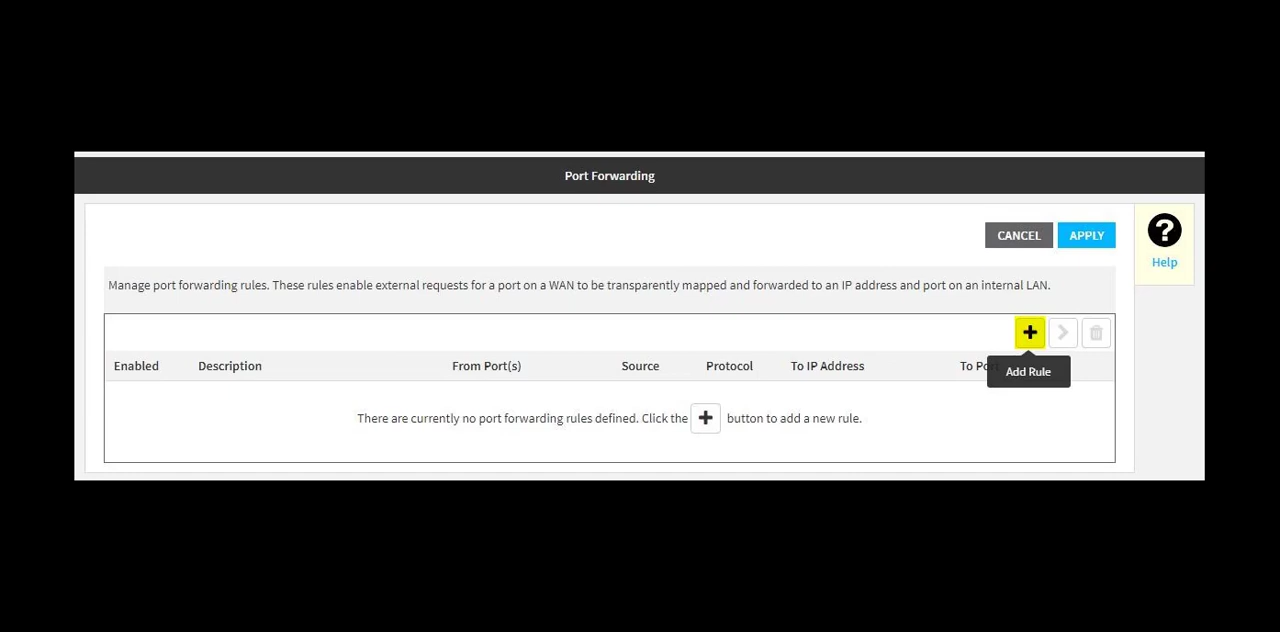 Port Forwarding
CANCEL APPLY
? Help
Manage port forwarding rules. These rules enable external requests for a port on a WAN to be transparently mapped and forwarded to an IP address and port on an internal LAN.
Enabled Description From Port(s) Source Protocol To IP Address To Por
Add Rule
There are currently no port forwarding rules defined. Click the + button to add a new rule.